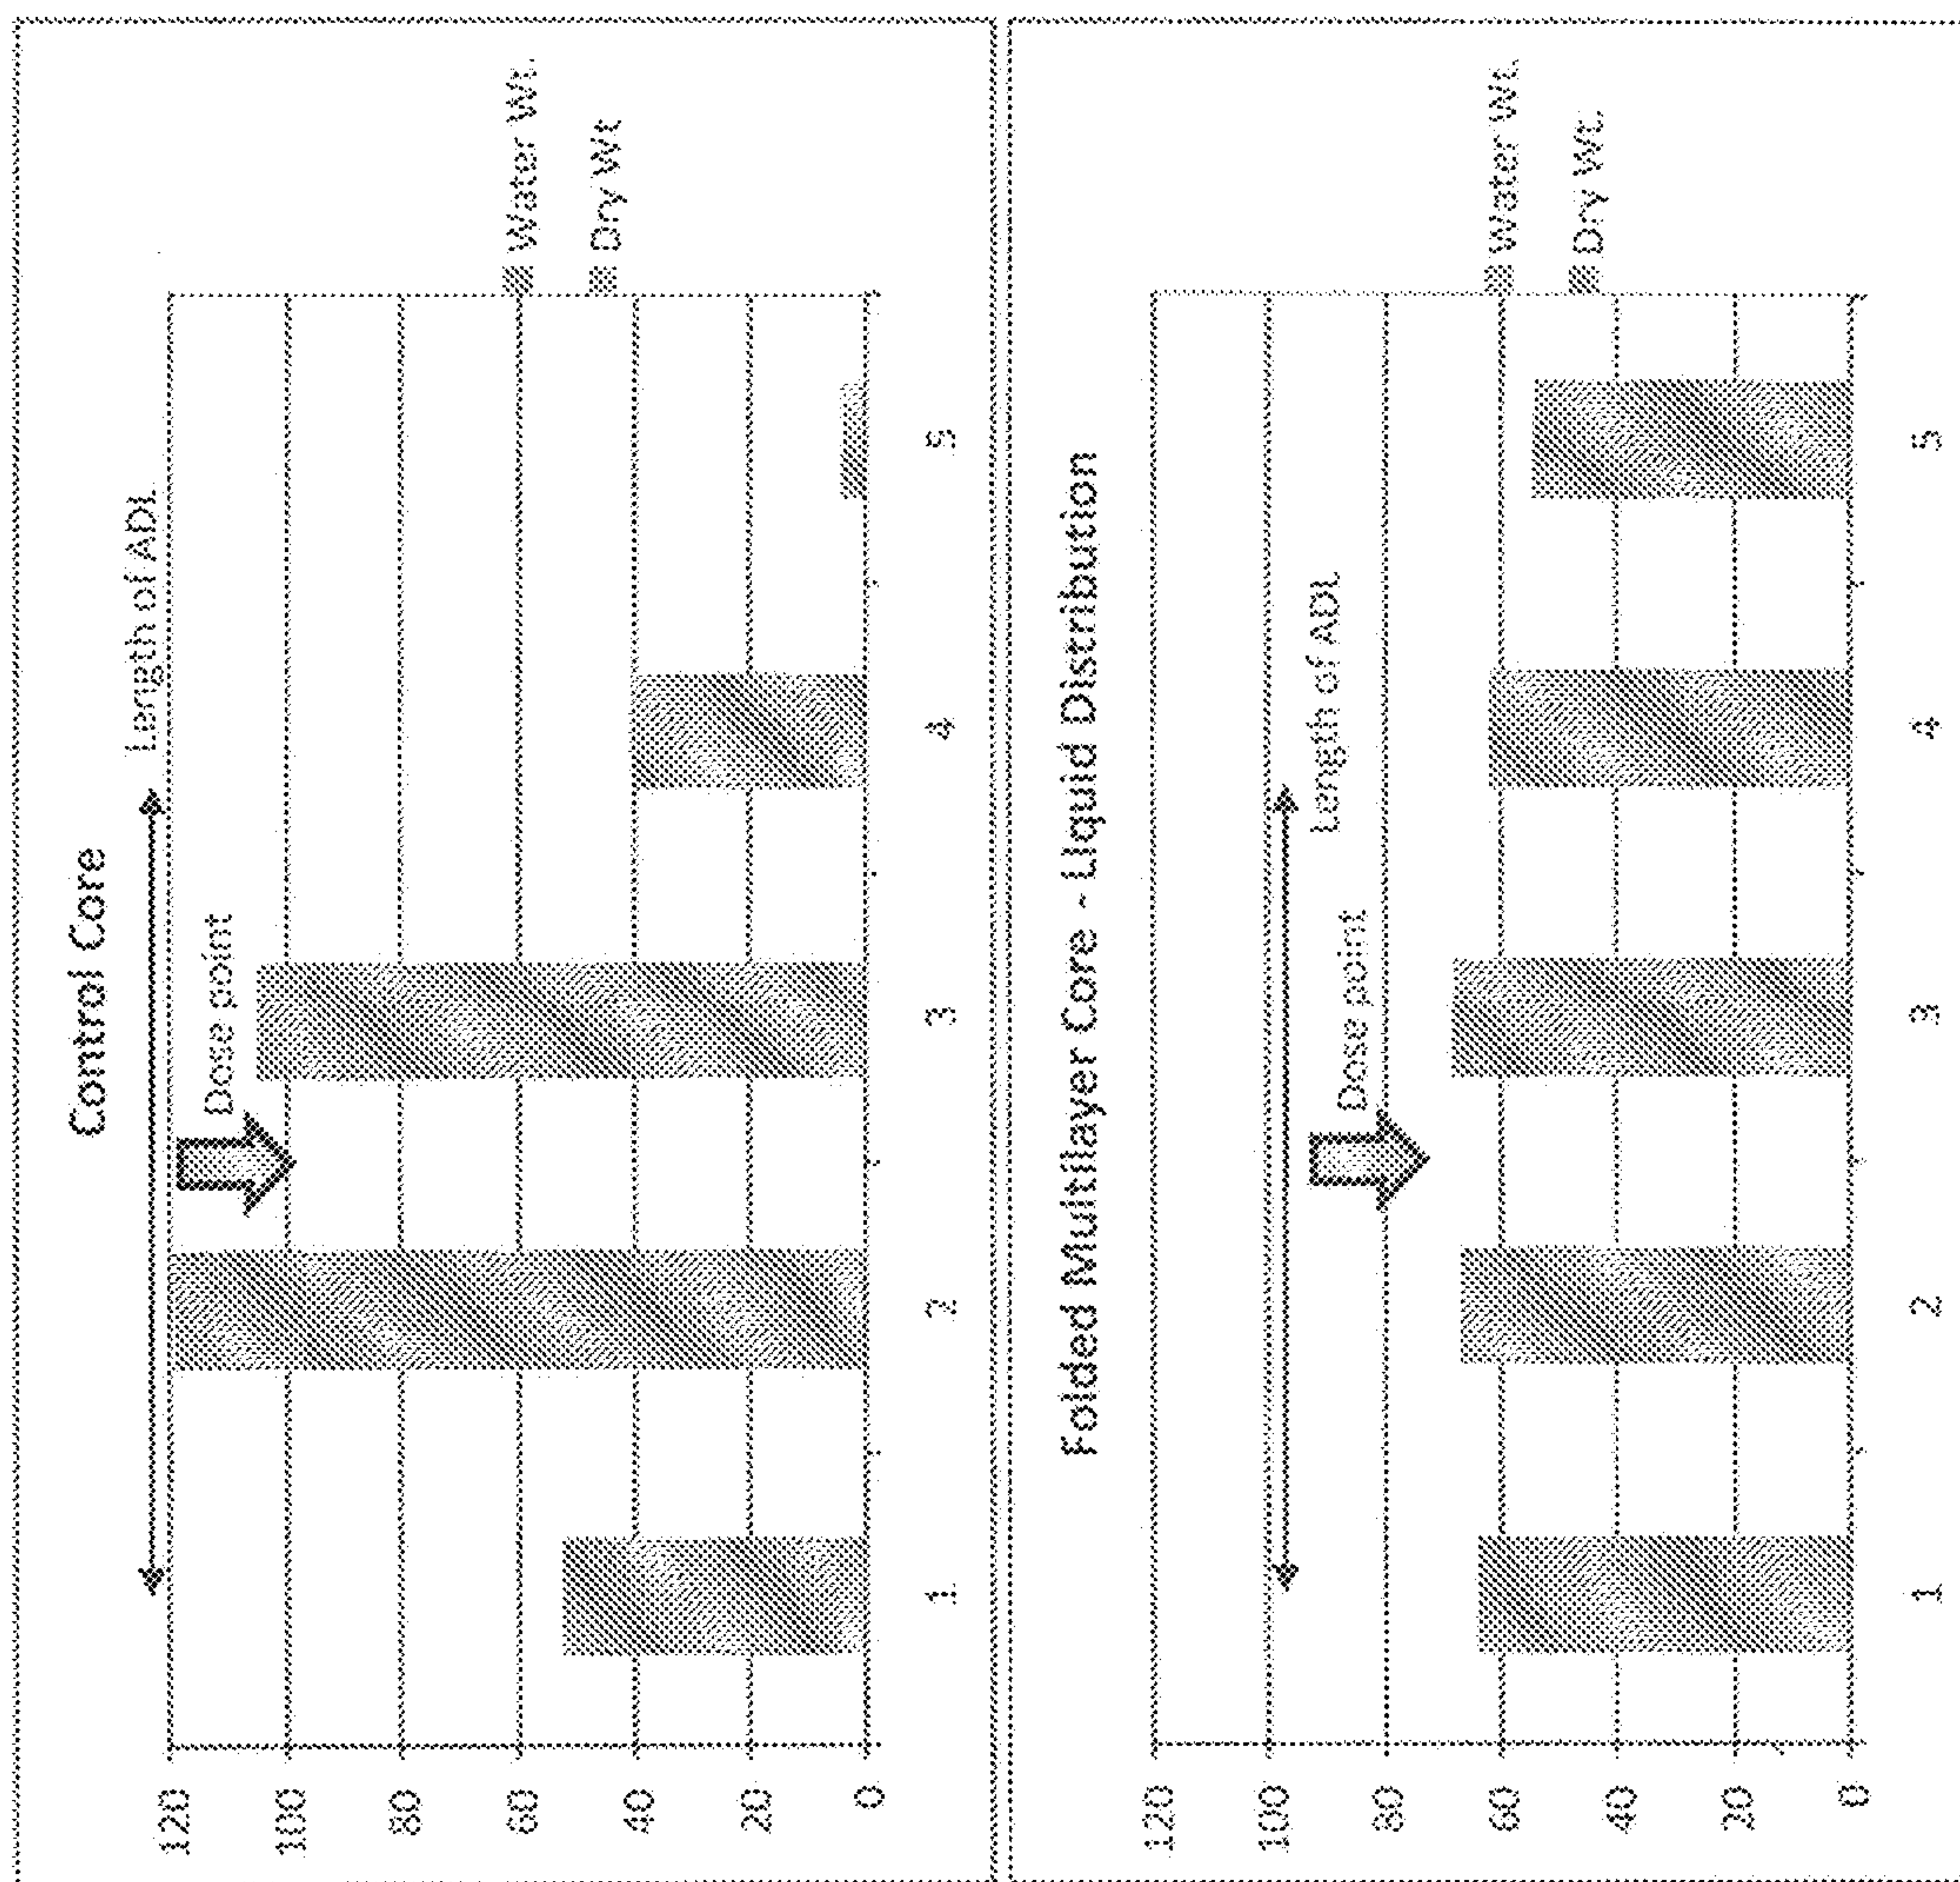 Control Core
Length of ADL
Dose point
120
100
80
60
40
20
0
1
2
3
4
5
Water Wt.
Dry Wt.
Folded Multilayer Core - Liquid Distribution
Length of ADL
Dose point
120
100
80
60
40
20
0
1
2
3
4
5
Water Wt.
Dry Wt.